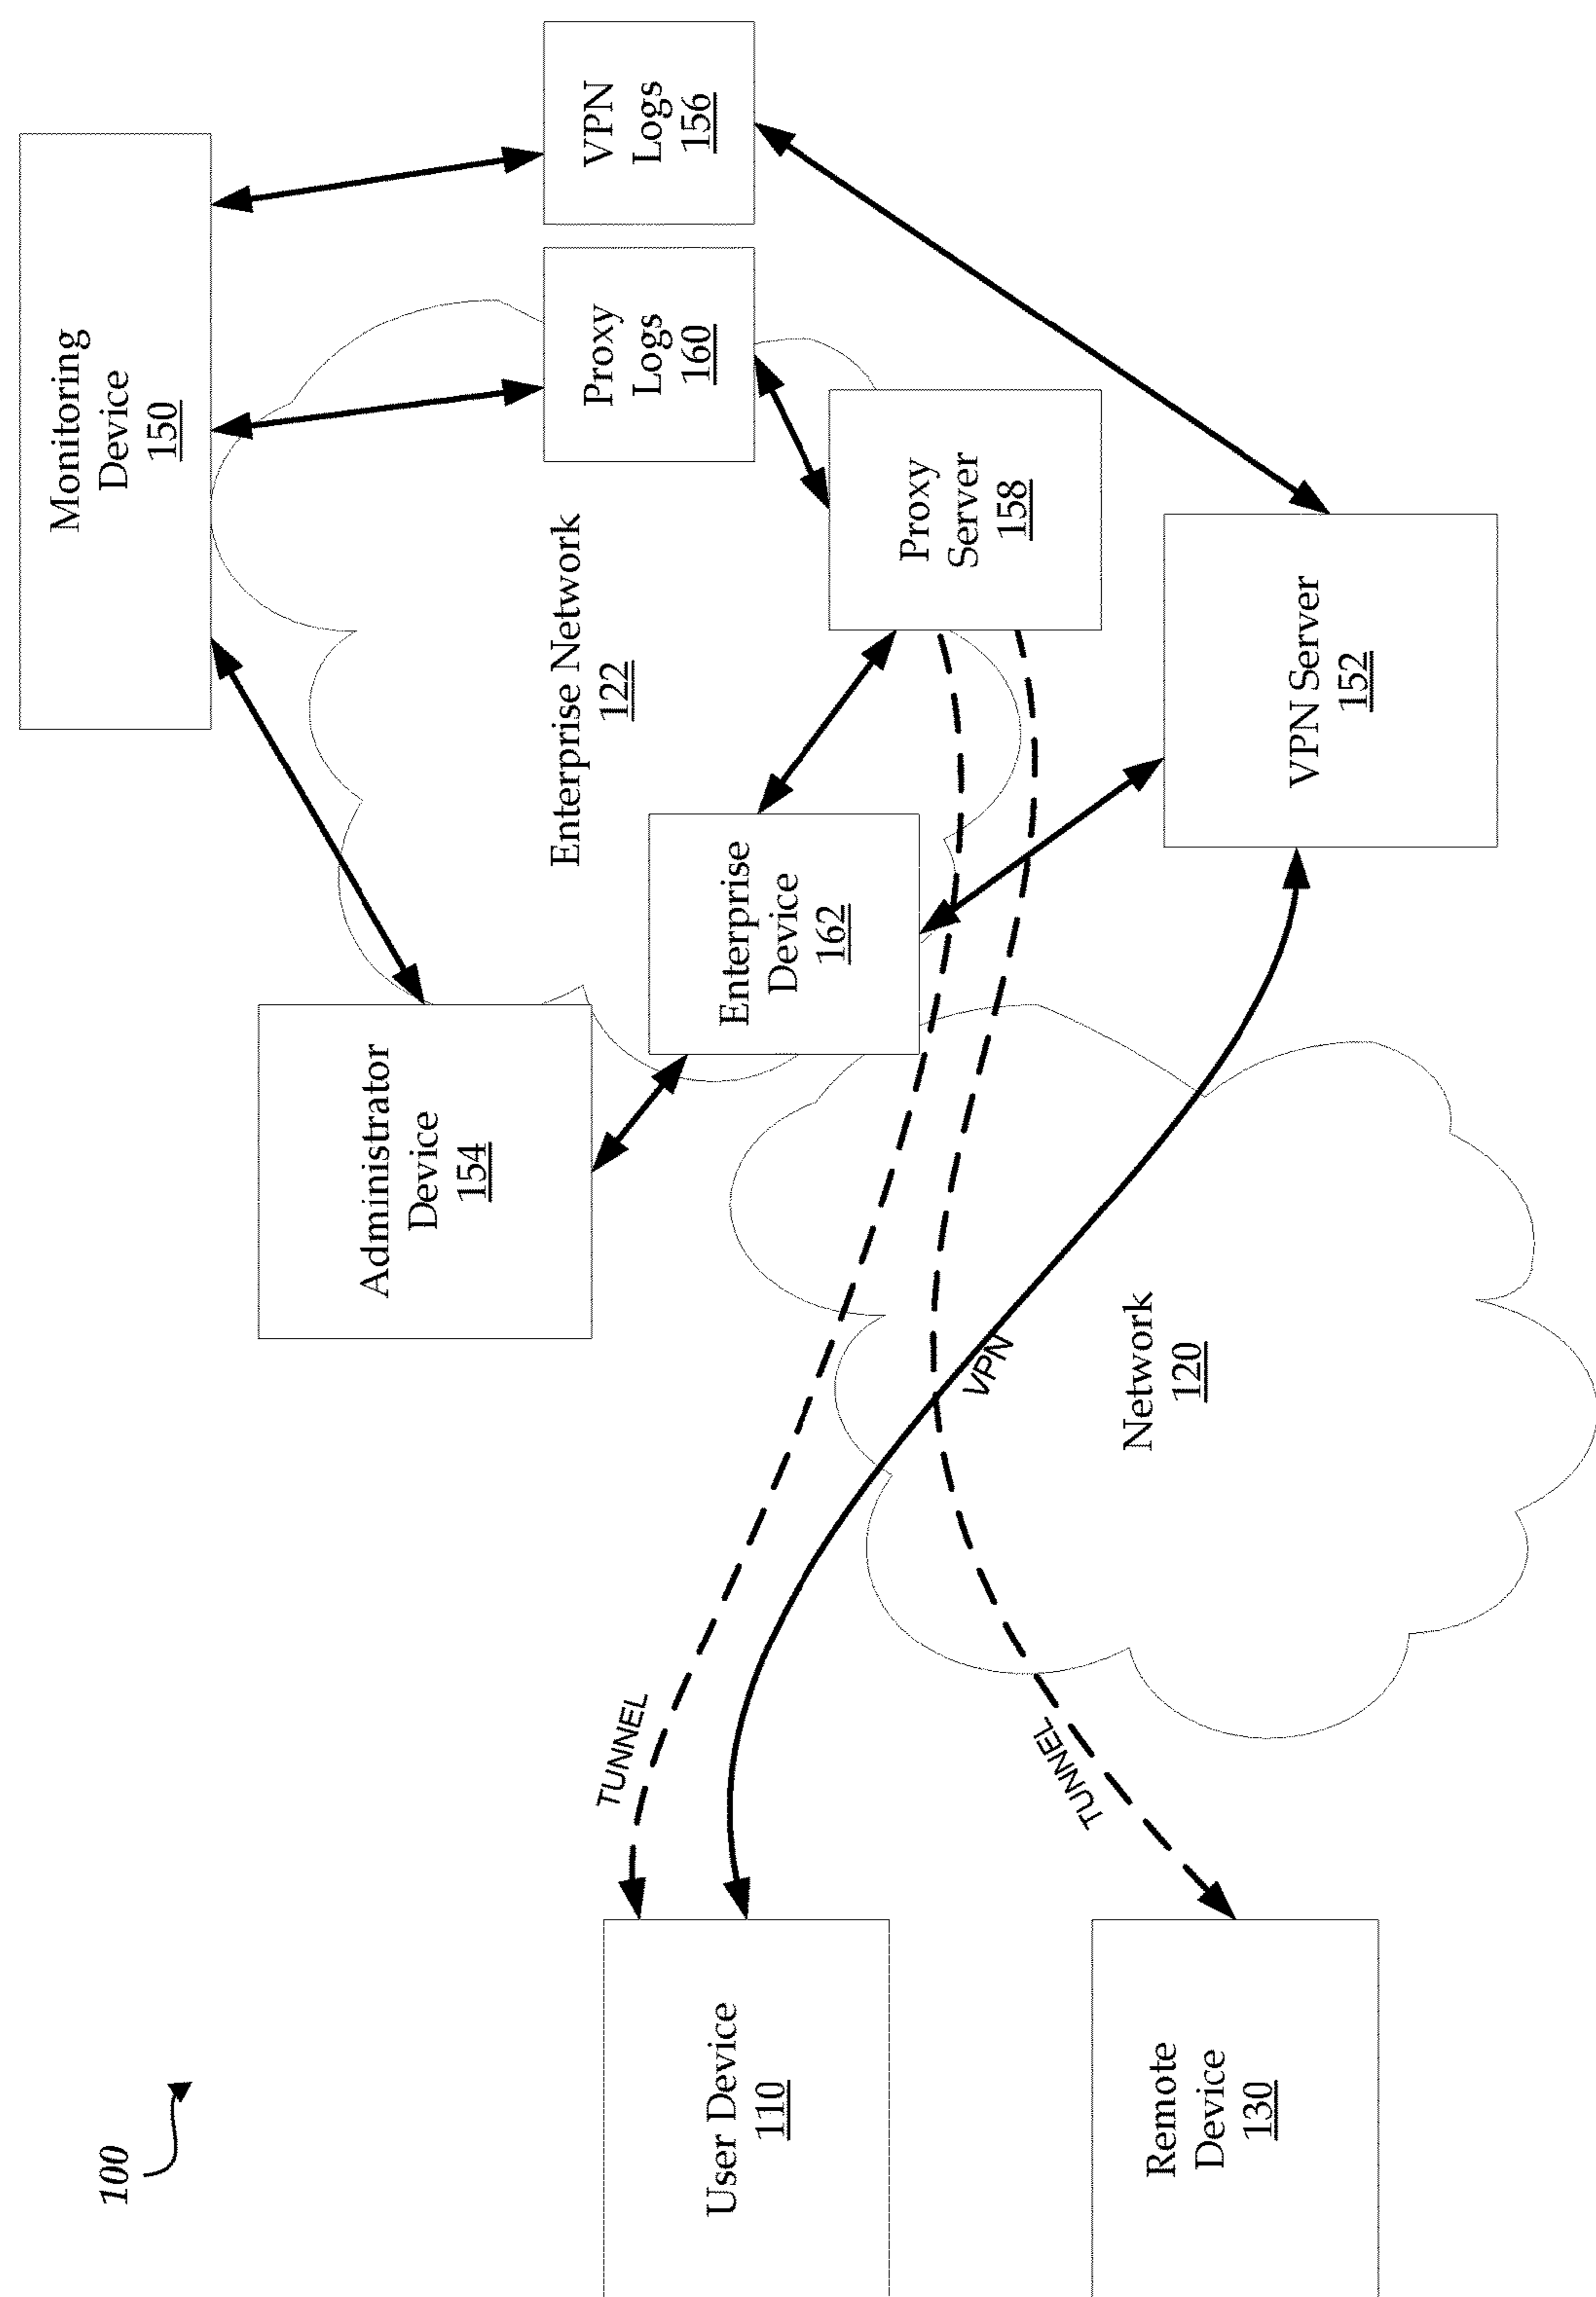 100
Monitoring
Device
150
VPN
Logs
156
Proxy
Logs
160
Administrator
Device
154
Enterprise Network
122
Enterprise
Device
162
Proxy
Server
158
VPN Server
152
TUNNEL
VPN
TUNNEL
Network
120
User Device
110
Remote
Device
130